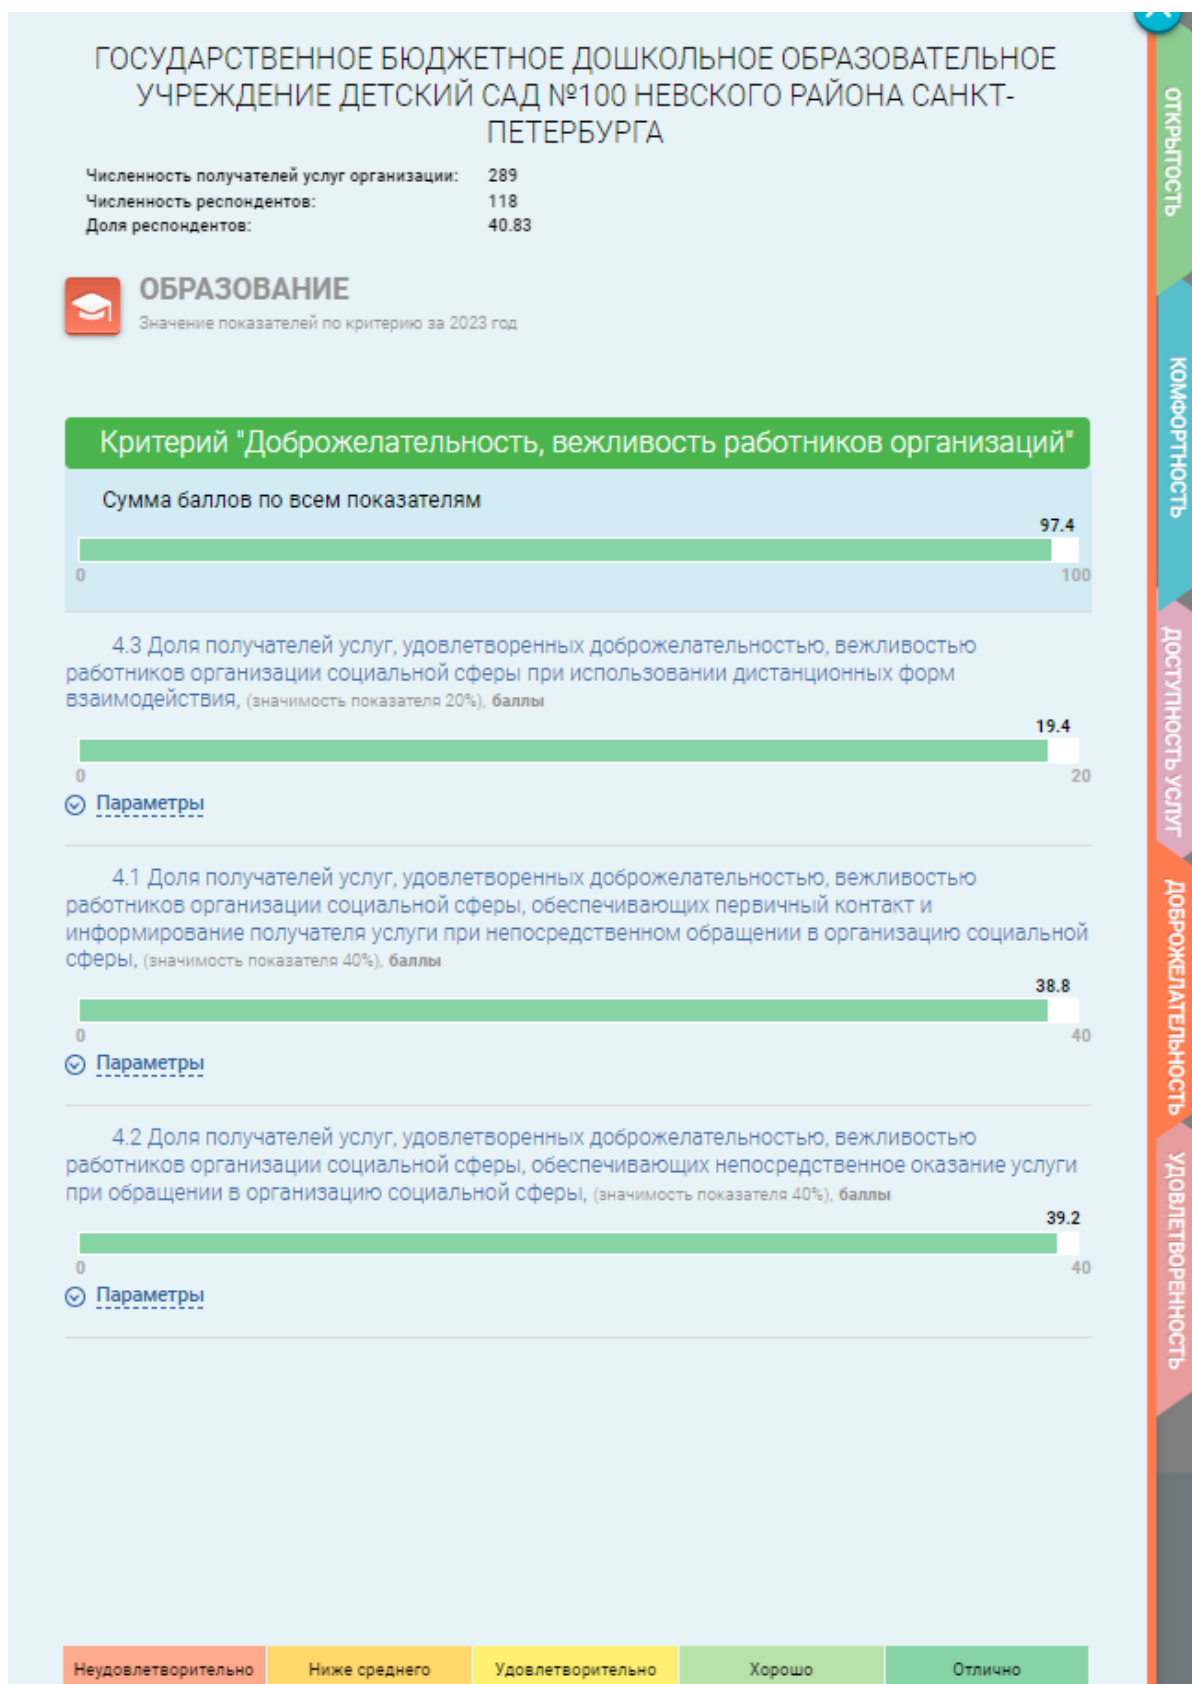 ГОСУДАРСТВЕННОЕ БЮДЖЕТНОЕ ДОШКОЛЬНОЕ ОБРАЗОВАТЕЛЬНОЕ
УЧРЕЖДЕНИЕ ДЕТСКИЙ САД №100 НЕВСКОГО РАЙОНА САНКТ-
ПЕТЕРБУРГА
Численность получателей услуг организации: 289
Численность респондентов: 118
Доля респондентов: 40.83
ОБРАЗОВАНИЕ
Значение показателей по критерию за 2023 год
Критерий "Доброжелательность, вежливость работников организаций"
Сумма баллов по всем показателям
97.4
0 100
4.3 Доля получателей услуг, удовлетворенных доброжелательностью, вежливостью
работников организации социальной сферы при использовании дистанционных форм
взаимодействия, (значимость показателя 20%), баллы
19.4
0 20
Параметры
4.1 Доля получателей услуг, удовлетворенных доброжелательностью, вежливостью
работников организации социальной сферы, обеспечивающих первичный контакт и
информирование получателя услуги при непосредственном обращении в организацию социальной
сферы, (значимость показателя 40%), баллы
38.8
0 40
Параметры
4.2 Доля получателей услуг, удовлетворенных доброжелательностью, вежливостью
работников организации социальной сферы, обеспечивающих непосредственное оказание услуги
при обращении в организацию социальной сферы, (значимость показателя 40%), баллы
39.2
0 40
Параметры
Неудовлетворительно Ниже среднего Удовлетворительно Хорошо Отлично
ОТКРЫТОСТЬ
КОМФОРТНОСТЬ
ДОСТУПНОСТЬ УСЛУГ
ДОБРОЖЕЛАТЕЛЬНОСТЬ
УДОВЛЕТВОРЕННОСТЬ